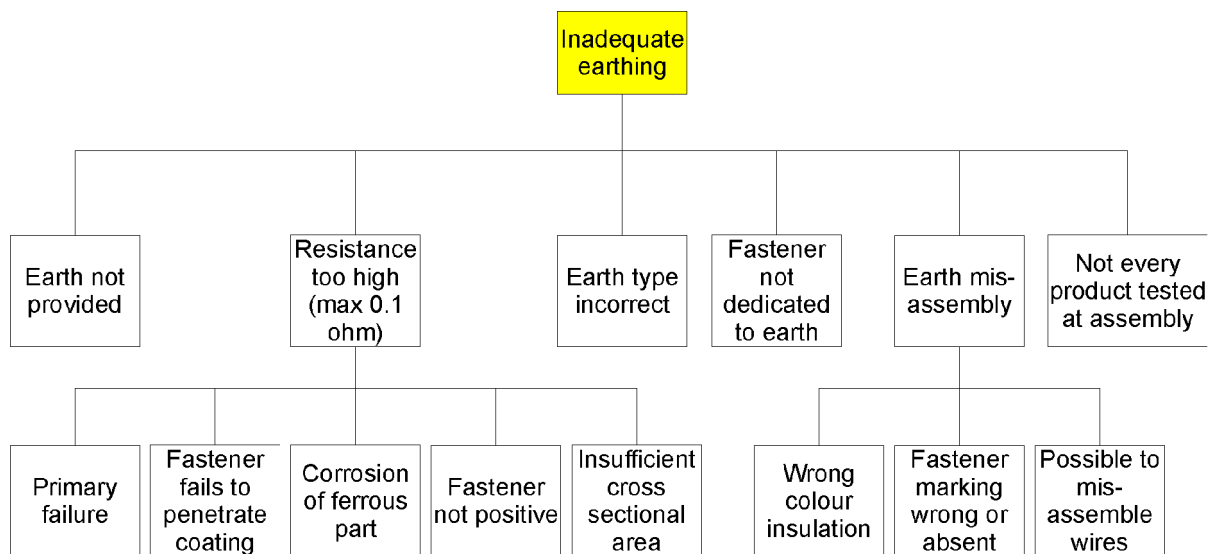 Inadequate
earthing
Earth not
provided
Resistance
too high
(max 0.1
ohm)
Earth type
incorrect
Fastener
not
dedicated
to earth
Earth mis-
assembly
Not every
product tested
at assembly
Primary
failure
Fastener
fails to
penetrate
coating
Corrosion
of ferrous
part
Fastener
not positive
Insufficient
cross
sectional
area
Wrong
colour
insulation
Fastener
marking
wrong or
absent
Possible to
mis-
assemble
wires